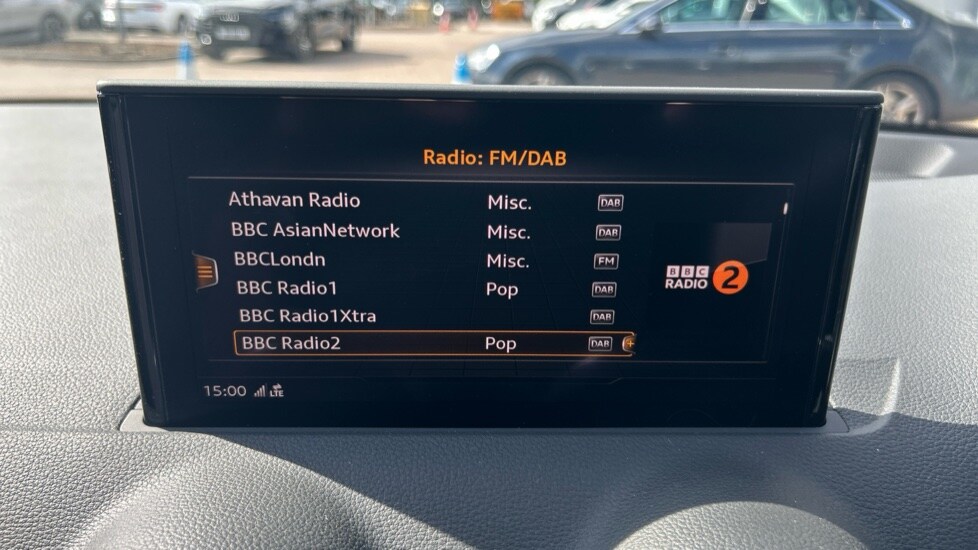 Radio: FM/DAB
Athavan Radio Misc. DAB
BBC AsianNetwork Misc. DAB
BBCLondn Misc. FM
BBC Radio1 Pop DAB
BBC Radio1Xtra DAB
BBC Radio2 Pop DAB +
BBC
RADIO 2
15:00 LTE